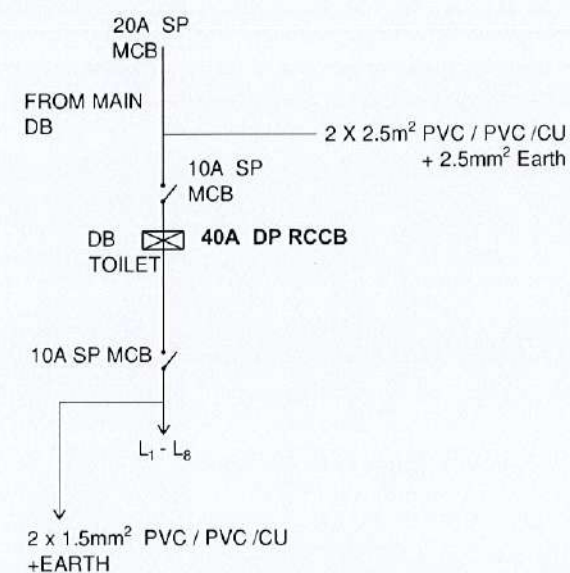 20A SP
MCB
FROM MAIN
DB
2 X 2.5m² PVC / PVC /CU
+ 2.5mm² Earth
10A SP
MCB
DB
TOILET
40A DP RCCB
10A SP MCB
L₁ - L₈
2 x 1.5mm² PVC / PVC /CU
+EARTH